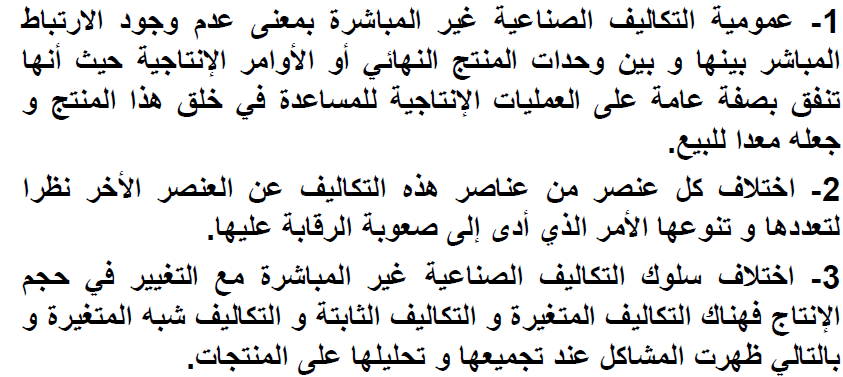 1- عمومية التكاليف الصناعية غير المباشرة بمعنى عدم وجود الارتباط
المباشر بينها و بين وحدات المنتج النهائي أو الأوامر الإنتاجية حيث أنها
تنفق بصفة عامة على العمليات الإنتاجية للمساعدة في خلق هذا المنتج و
جعله معدا للبيع.
2- اختلاف كل عنصر من عناصر هذه التكاليف عن العنصر الأخر نظرا
لتعددها و تنوعها الأمر الذي أدى إلى صعوبة الرقابة عليها.
3- اختلاف سلوك التكاليف الصناعية غير المباشرة مع التغيير في حجم
الإنتاج فهناك التكاليف المتغيرة و التكاليف الثابتة و التكاليف شبه المتغيرة و
بالتالي ظهرت المشاكل عند تجميعها و تحليلها على المنتجات.